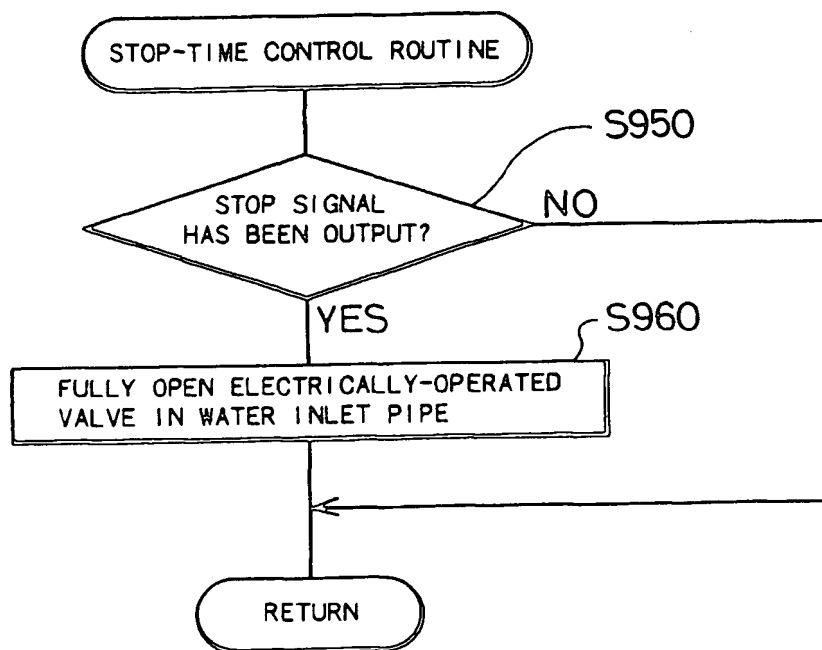 STOP-TIME CONTROL ROUTINE
S950
STOP SIGNAL
HAS BEEN OUTPUT?
NO
YES
S960
FULLY OPEN ELECTRICALLY-OPERATED
VALVE IN WATER INLET PIPE
RETURN